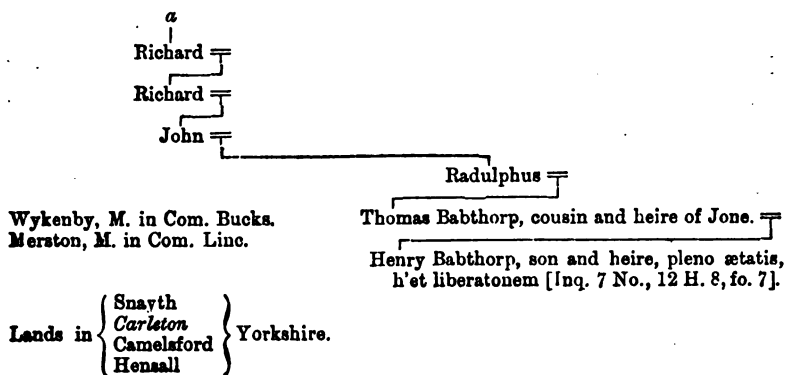 a
Richard
Richard
John
Radulphus
Wykenby, M. in Com. Bucks.
Merston, M. in Com. Linc.
Thomas Babthorp, cousin and heire of Jone.
Henry Babthorp, son and heire, pleno ætatis,
h'et liberatonem [Inq. 7 No., 12 H. 8, fo. 7].
Lands in { Snayth
Carleton
Camelsford
Hensall } Yorkshire.